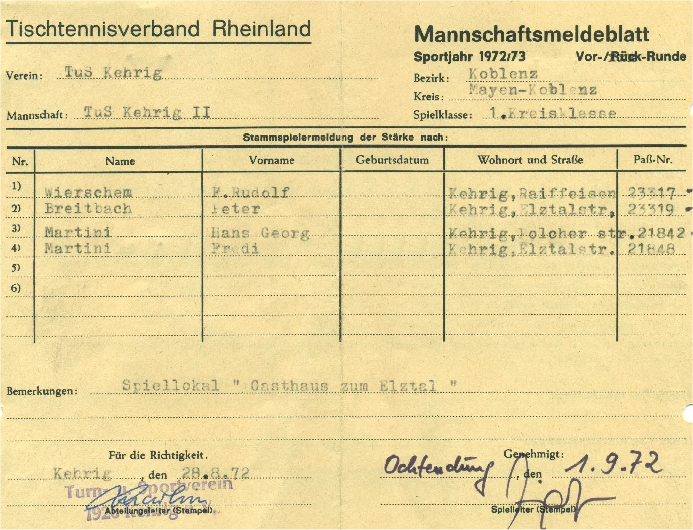 Tischtennisverband Rheinland
Mannschaftsmeldeblatt
Sportjahr 1972/73 Vor-/Rück-Runde
Verein: TuS Kehrig
Bezirk: Koblenz
Kreis: Mayen-Koblenz
Mannschaft: TuS Kehrig II
Spielklasse: 1.Kreisklasse
Stammspielermeldung der Stärke nach:
Nr. Name Vorname Geburtsdatum Wohnort und Straße Paß-Nr.
1) Wierschem F.Rudolf Kehrig,Raiffeisen 23317 -
2) Breitbach Peter Kehrig,Elztalstr. 23319 -
3) Martini Hans Georg Kehrig,Polcher str.21842 -
4) Martini Fredi Kehrig,Elztalstr. 21848
5)
6)
Bemerkungen: Spiellokal " Gasthaus zum Elztal "
Für die Richtigkeit.
Kehrig, den 28.8.72
Turn- u. Sportverein
1920 Kehrig
Abteilungsleiter (Stempel).
Genehmigt:
Ochtendung, den 1.9.72
Spielleiter (Stempel)